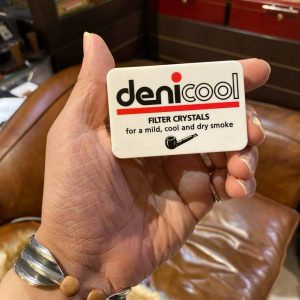 denicool
FILTER CRYSTALS
for a mild, cool and dry smoke